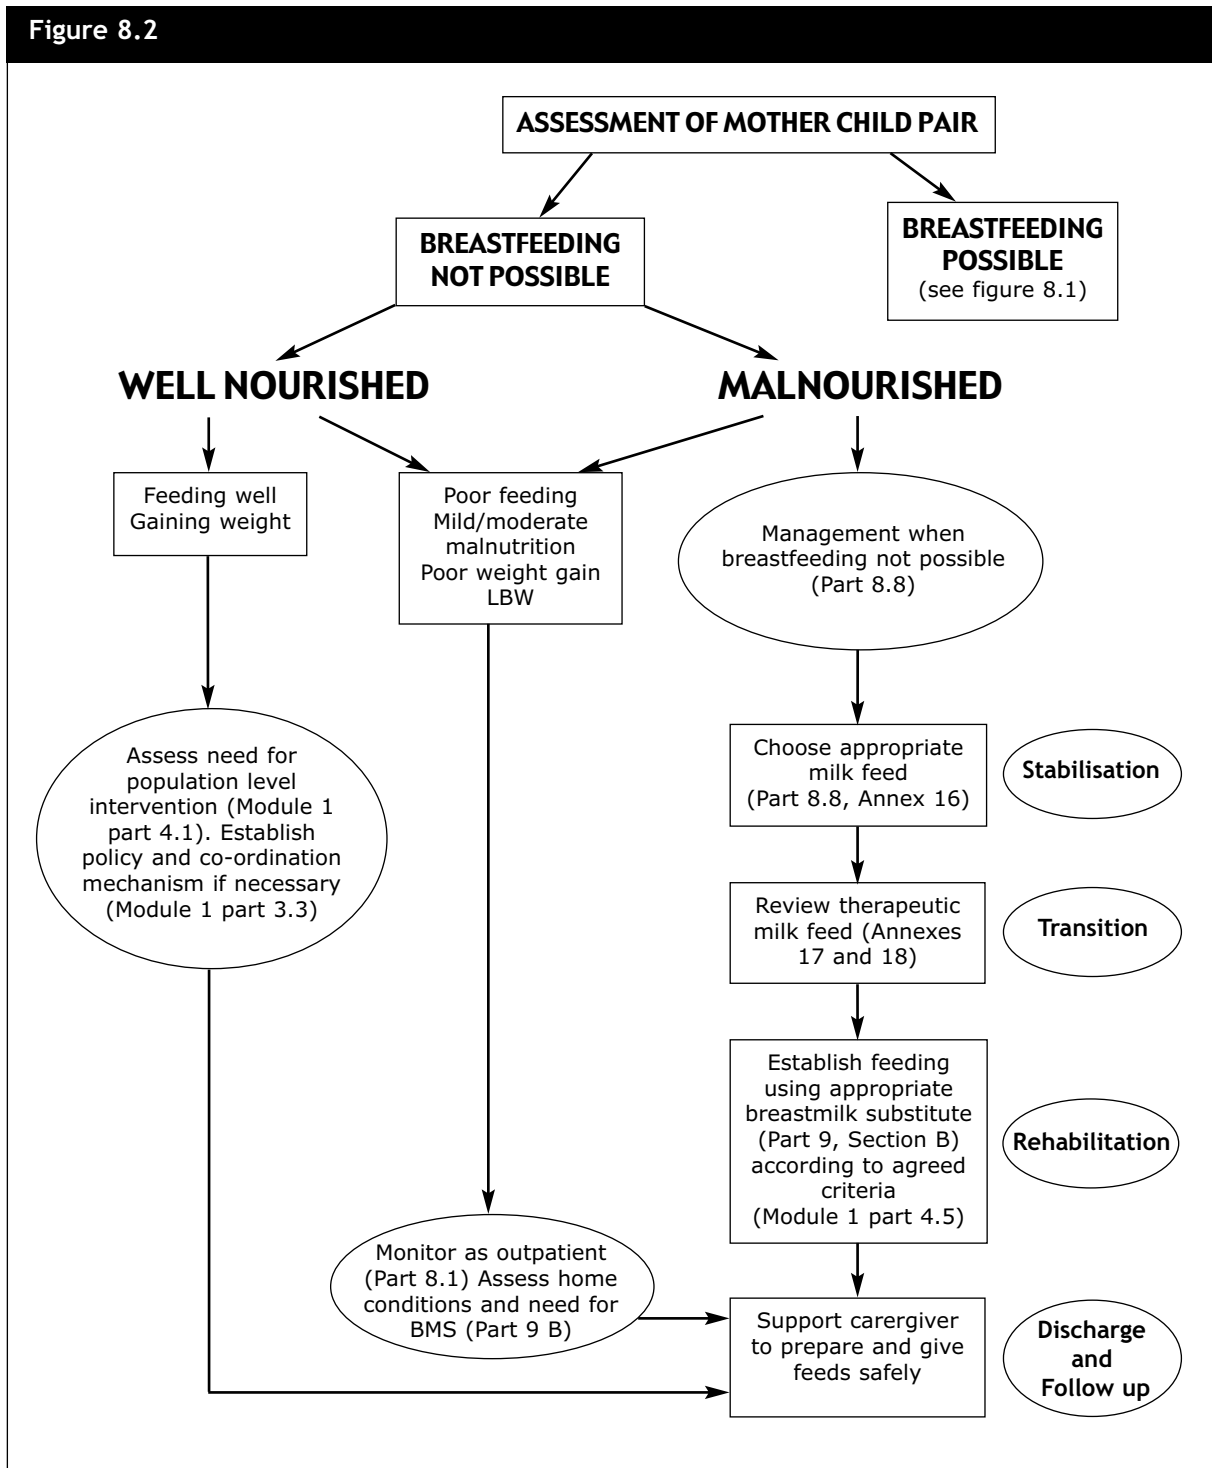 Figure 8.2
ASSESSMENT OF MOTHER CHILD PAIR
BREASTFEEDING
NOT POSSIBLE
BREASTFEEDING
POSSIBLE
(see figure 8.1)
WELL NOURISHED
MALNOURISHED
Feeding well
Gaining weight
Poor feeding
Mild/moderate
malnutrition
Poor weight gain
LBW
Management when
breastfeeding not possible
(Part 8.8)
Assess need for
population level
intervention (Module 1
part 4.1). Establish
policy and co-ordination
mechanism if necessary
(Module 1 part 3.3)
Choose appropriate
milk feed
(Part 8.8, Annex 16)
Stabilisation
Review therapeutic
milk feed (Annexes
17 and 18)
Transition
Establish feeding
using appropriate
breastmilk substitute
(Part 9, Section B)
according to agreed
criteria
(Module 1 part 4.5)
Rehabilitation
Monitor as outpatient
(Part 8.1) Assess home
conditions and need for
BMS (Part 9 B)
Support carergiver
to prepare and give
feeds safely
Discharge
and
Follow up